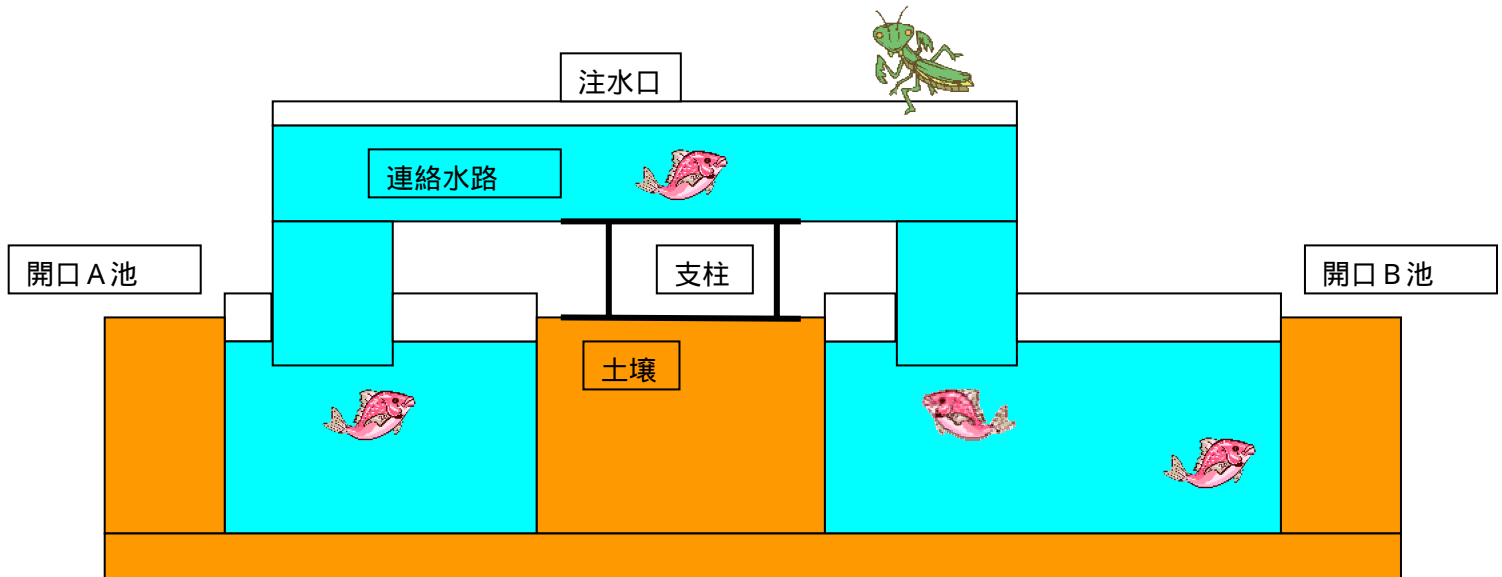 注水口
連絡水路
開口Ａ池
支柱
開口Ｂ池
土壌